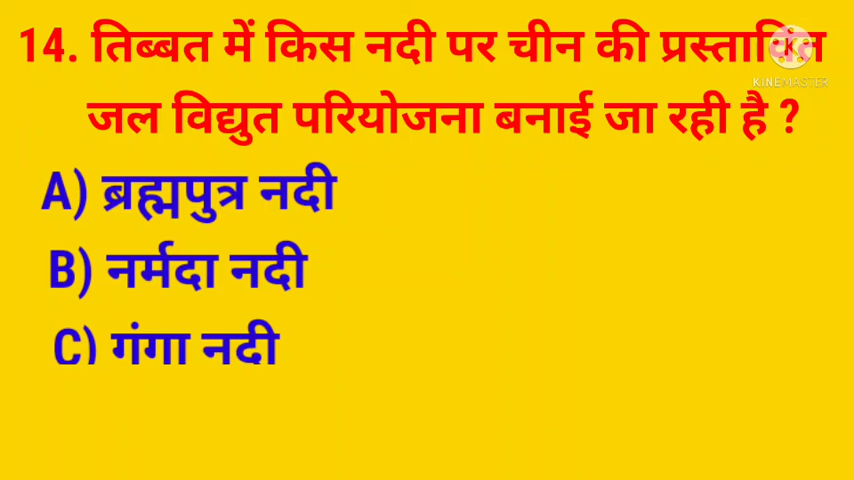 14. तिब्बत में किस नदी पर चीन की प्रस्तावित
KINEMASTER
जल विद्युत परियोजना बनाई जा रही है ?
A) ब्रह्मपुत्र नदी
B) नर्मदा नदी
C) गंगा नदी